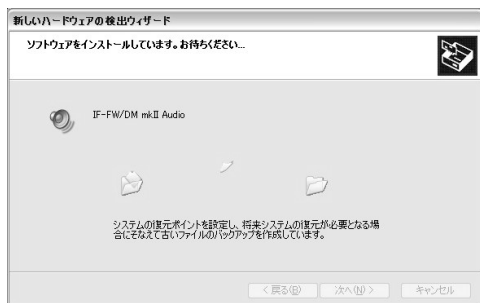 新しいハードウェアの検出ウィザード
ソフトウェアをインストールしています。お待ちください...
IF-FW/DM mkII Audio
システムの復元ポイントを設定し、将来システムの復元が必要となる場
合にそなえて古いファイルのバックアップを作成しています。
< 戻る(B)
次へ(N) >
キャンセル